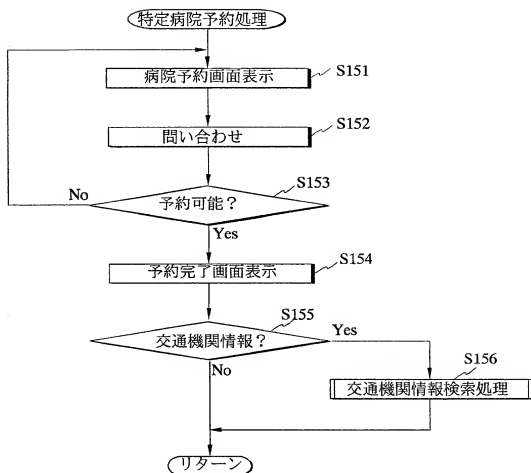 特定病院予約処理
病院予約画面表示
S151
問い合わせ
S152
予約可能？
S153
No
Yes
予約完了画面表示
S154
交通機関情報？
S155
Yes
No
交通機関情報検索処理
S156
リターン